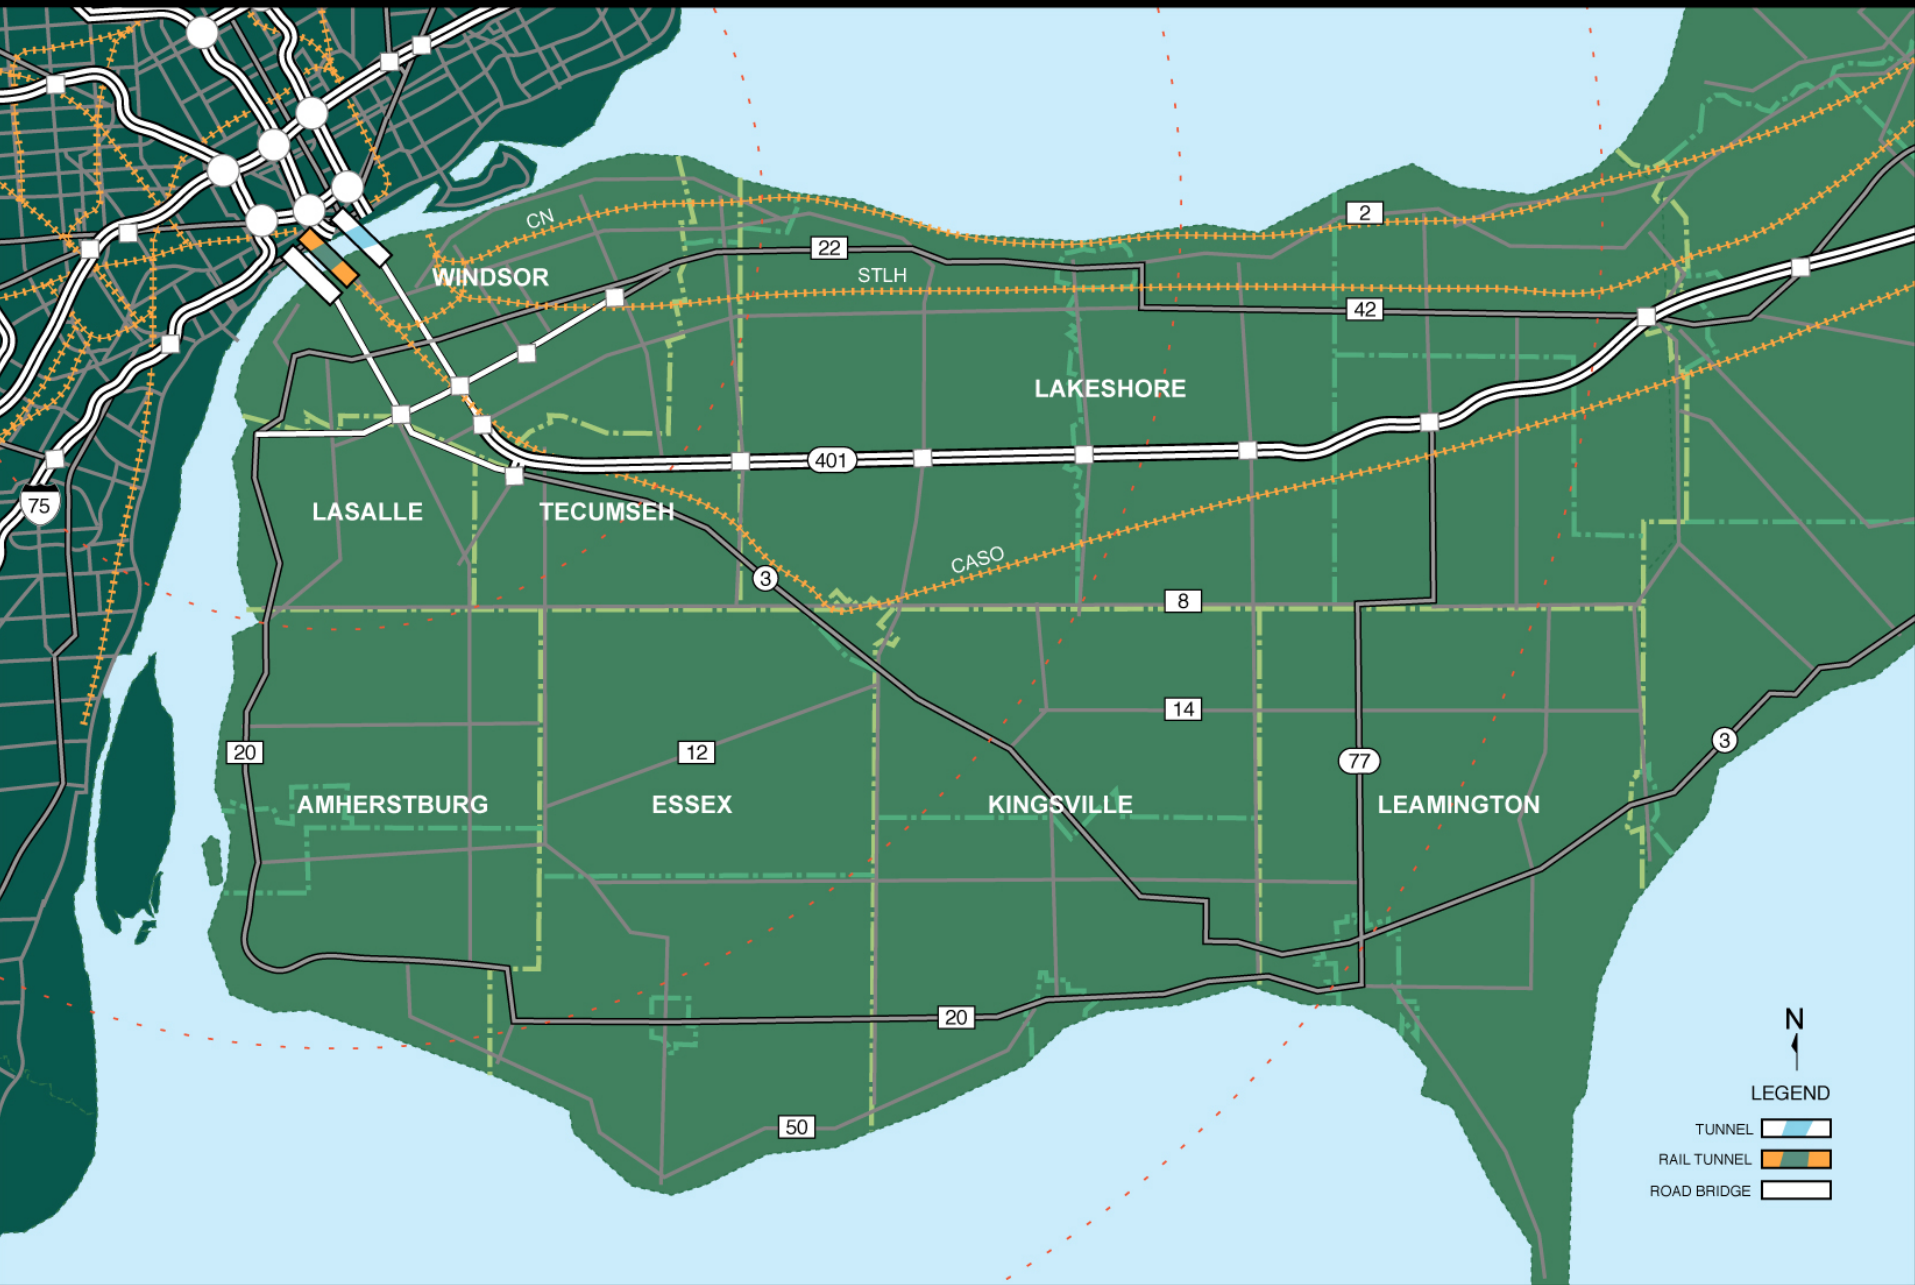 2
CN
22
WINDSOR
STLH
42
LAKESHORE
401
75
LASALLE
TECUMSEH
CASO
3
8
14
3
20
12
77
AMHERSTBURG
ESSEX
KINGSVILLE
LEAMINGTON
20
N
LEGEND
50
TUNNEL
RAIL TUNNEL
ROAD BRIDGE